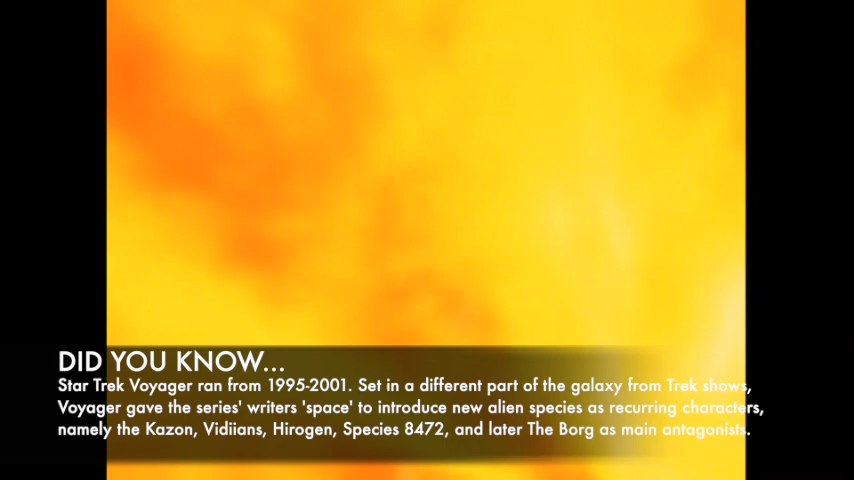 DID YOU KNOW...
Star Trek Voyager ran from 1995-2001. Set in a different part of the galaxy from Trek shows,
Voyager gave the series' writers 'space' to introduce new alien species as recurring characters,
namely the Kazon, Vidiians, Hirogen, Species 8472, and later The Borg as main antagonists.